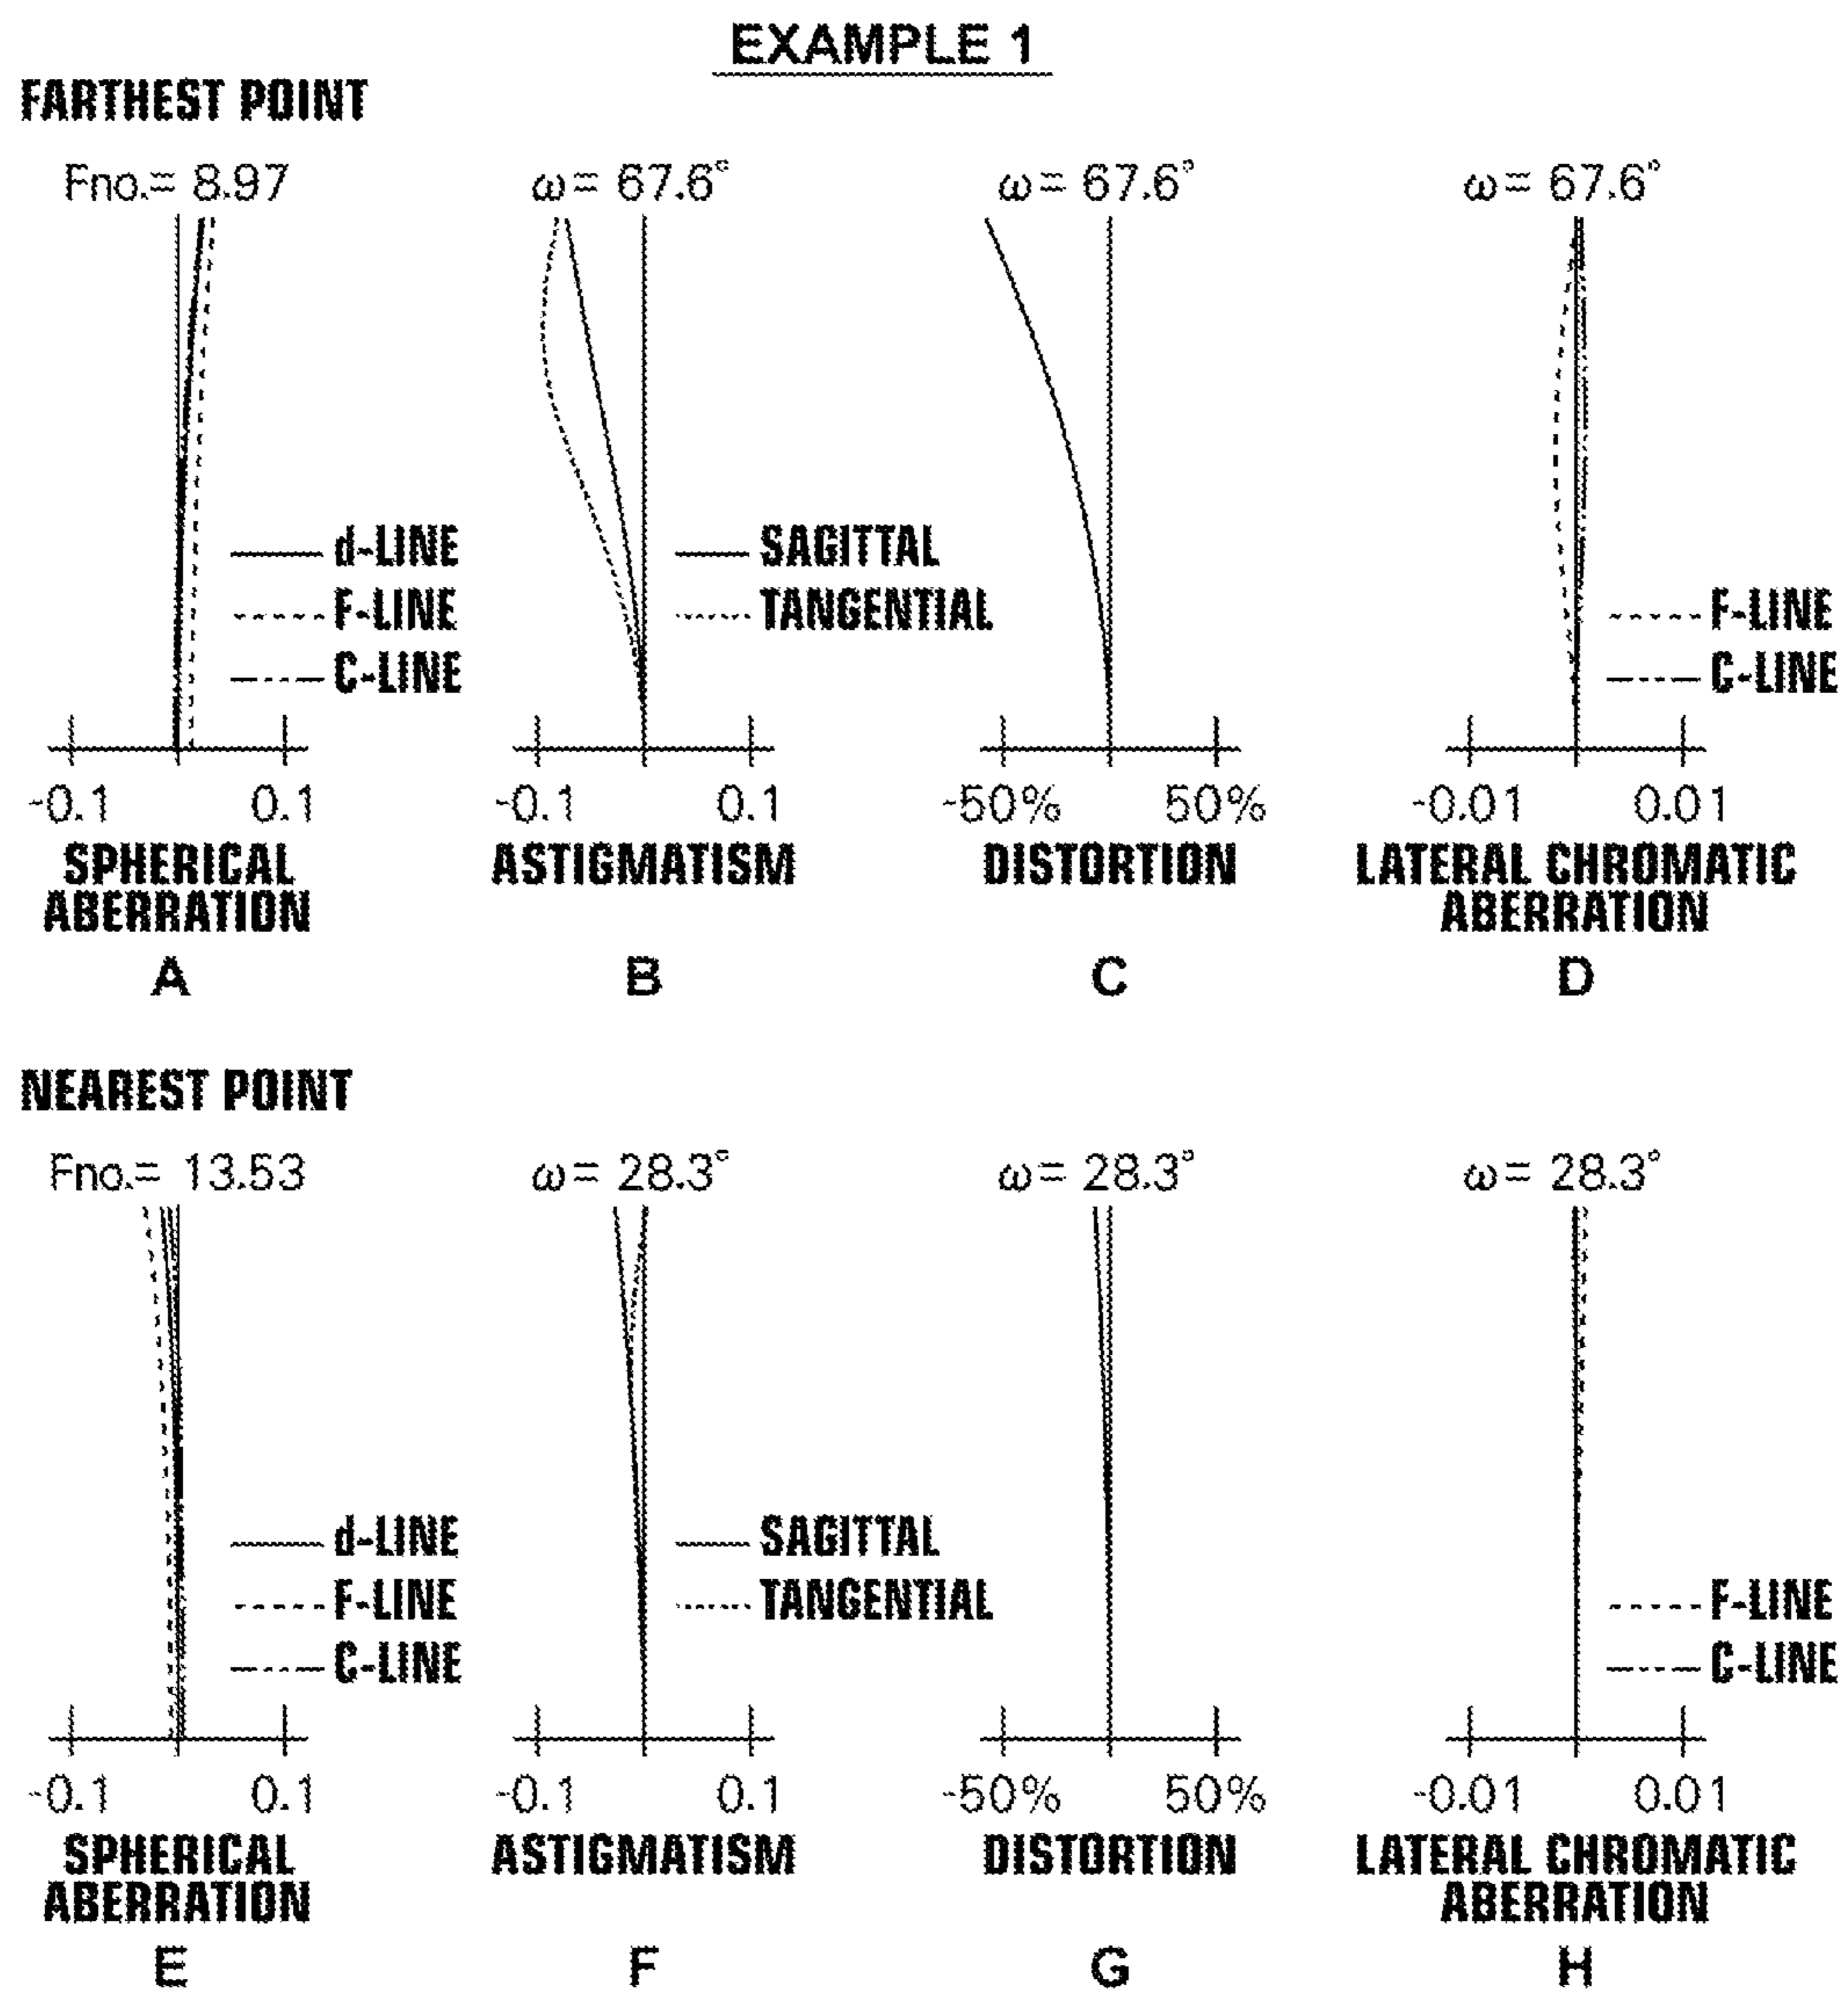 EXAMPLE 1
FARTHEST POINT
Fno.= 8.97
ω= 67.6°
ω= 67.6°
ω= 67.6°
d-LINE
F-LINE
C-LINE
SAGITTAL
TANGENTIAL
F-LINE
C-LINE
-0.1 0.1
-0.1 0.1
-50% 50%
-0.01 0.01
SPHERICAL
ABERRATION
ASTIGMATISM
DISTORTION
LATERAL CHROMATIC
ABERRATION
A
B
C
D
NEAREST POINT
Fno.= 13.53
ω= 28.3°
ω= 28.3°
ω= 28.3°
d-LINE
F-LINE
C-LINE
SAGITTAL
TANGENTIAL
F-LINE
C-LINE
-0.1 0.1
-0.1 0.1
-50% 50%
-0.01 0.01
SPHERICAL
ABERRATION
ASTIGMATISM
DISTORTION
LATERAL CHROMATIC
ABERRATION
E
F
G
H